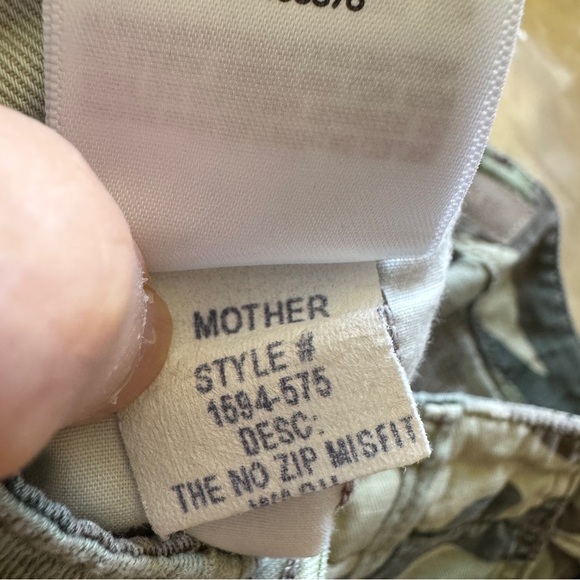 MOTHER
STYLE #
1594-575
DESC:
THE NO ZIP MISFIT